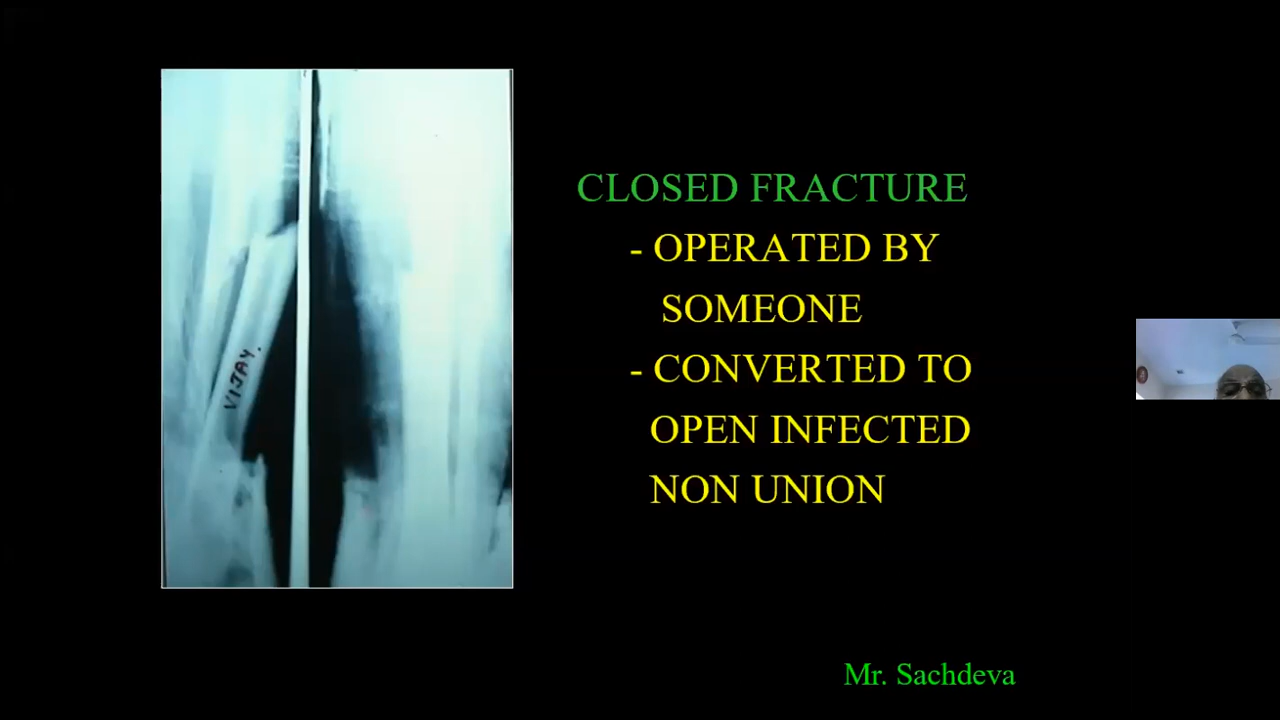 CLOSED FRACTURE
- OPERATED BY
SOMEONE
- CONVERTED TO
OPEN INFECTED
NON UNION
VIJAY.
Mr. Sachdeva